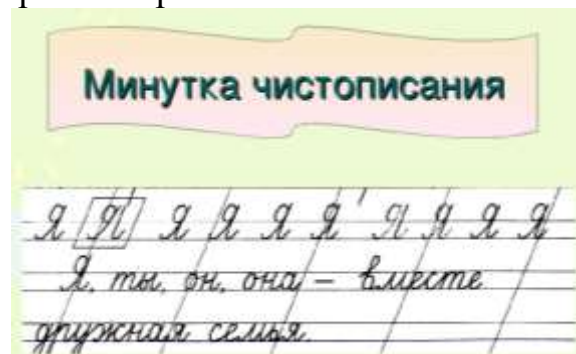 Минутка чистописания
Я Я Я Я Я Я Я Я Я Я
Я, ты, он, она – вместе
дружная семья.